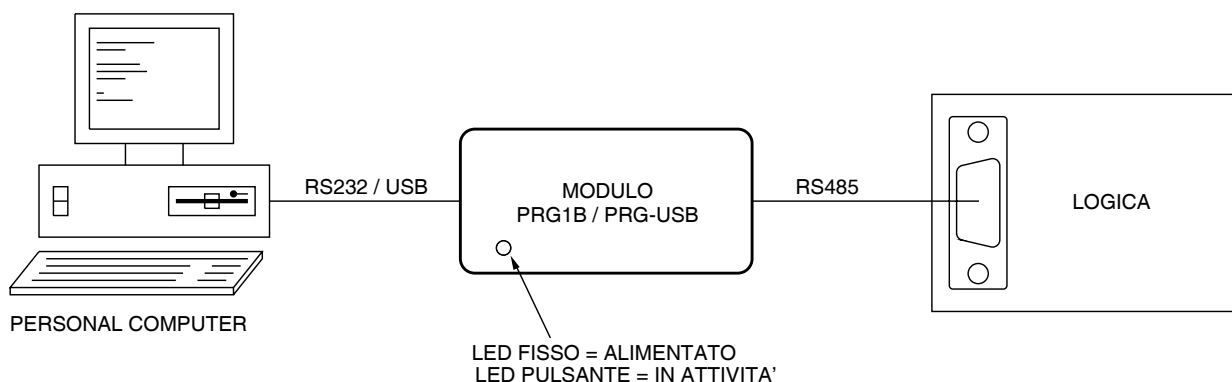 RS232 / USB
MODULO
PRG1B / PRG-USB
RS485
LOGICA
PERSONAL COMPUTER
LED FISSO = ALIMENTATO
LED PULSANTE = IN ATTIVITA'